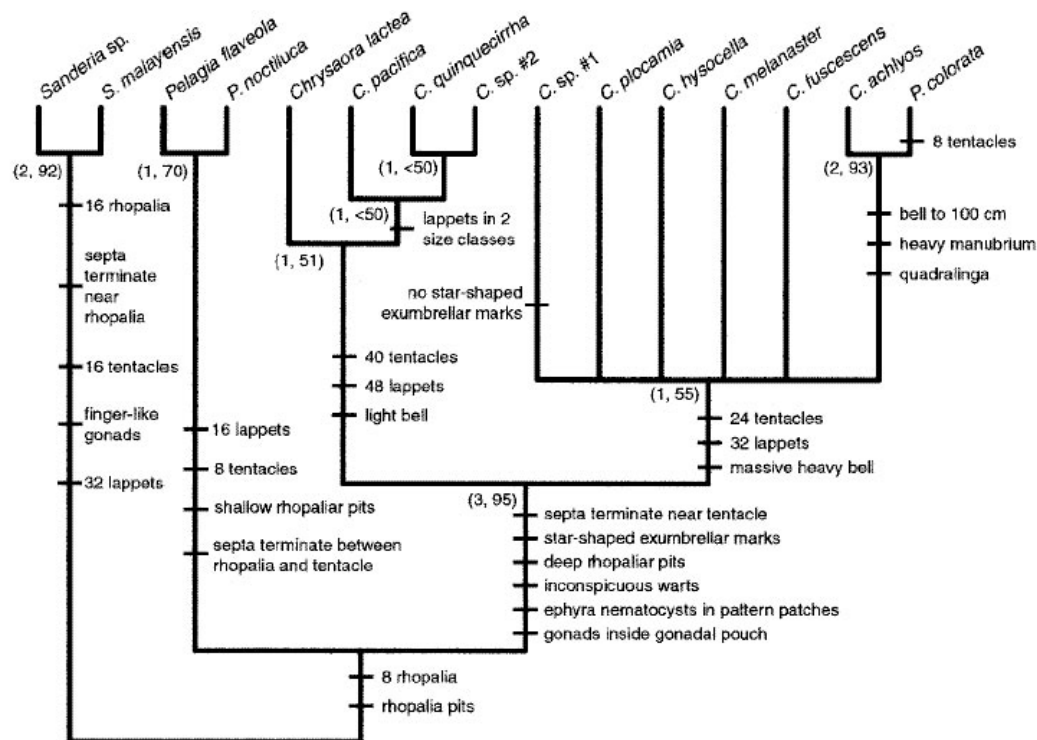 Sanderia sp.
S. malayensis
Pelagia flaveola
P. noctiluca
Chrysaora lactea
C. pacifica
C. quinquecirrha
C. sp. #2
C. sp. #1
C. plocamia
C. hysocella
C. melanaster
C. fuscescens
C. achlyos
P. colorata
8 tentacles
(2, 92)
(1, 70)
(1, <50)
(2, 93)
16 rhopalia
(1, <50)
lappets in 2
size classes
bell to 100 cm
heavy manubrium
quadralinga
(1, 51)
septa
terminate
near
rhopalia
no star-shaped
exumbrellar marks
16 tentacles
40 tentacles
48 lappets
light bell
(1, 55)
finger-like
gonads
16 lappets
24 tentacles
32 lappets
massive heavy bell
8 tentacles
32 lappets
(3, 95)
shallow rhopaliar pits
septa terminate between
rhopalia and tentacle
septa terminate near tentacle
star-shaped exumbrellar marks
deep rhopaliar pits
inconspicuous warts
ephyra nematocysts in pattern patches
gonads inside gonadal pouch
8 rhopalia
rhopalia pits